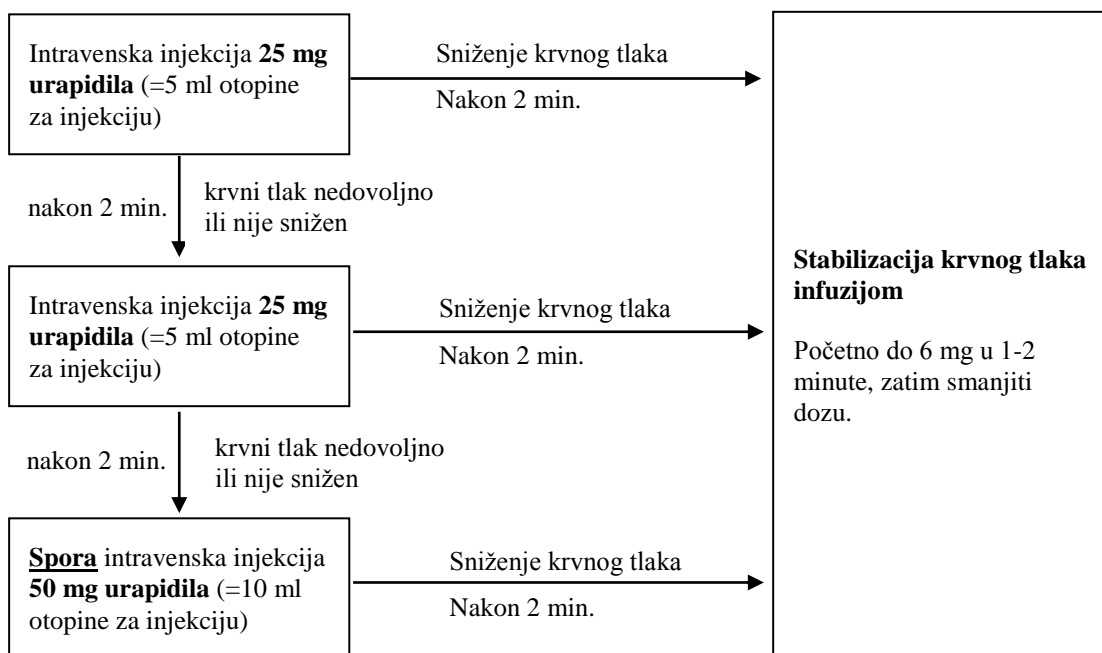 Intravenska injekcija 25 mg
urapidila (=5 ml otopine
za injekciju)
Sniženje krvnog tlaka
Nakon 2 min.
nakon 2 min.
krvni tlak nedovoljno
ili nije snižen
Intravenska injekcija 25 mg
urapidila (=5 ml otopine
za injekciju)
Sniženje krvnog tlaka
Nakon 2 min.
nakon 2 min.
krvni tlak nedovoljno
ili nije snižen
Spora intravenska injekcija
50 mg urapidila (=10 ml
otopine za injekciju)
Sniženje krvnog tlaka
Nakon 2 min.
Stabilizacija krvnog tlaka
infuzijom
Početno do 6 mg u 1-2
minute, zatim smanjiti
dozu.